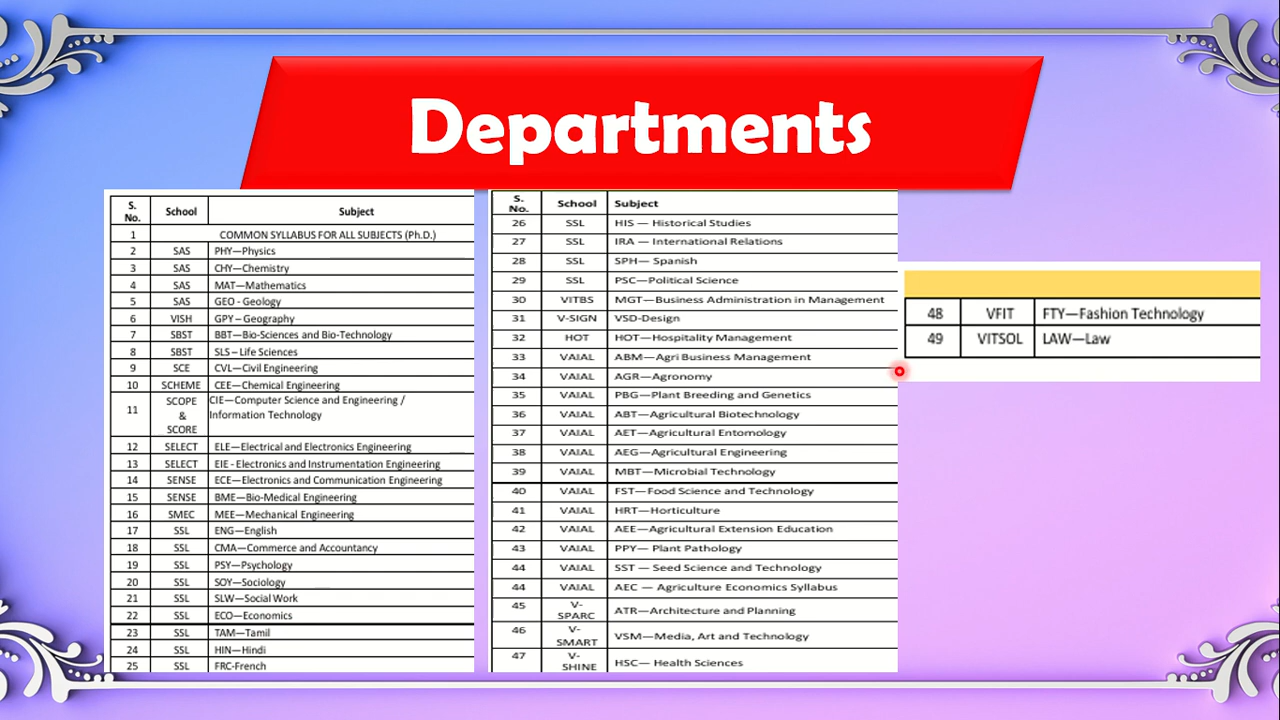 Departments
S. No. School Subject
1 COMMON SYLLABUS FOR ALL SUBJECTS (Ph.D.)
2 SAS PHY—Physics
3 SAS CHY—Chemistry
4 SAS MAT—Mathematics
5 SAS GEO - Geology
6 VISH GPY – Geography
7 SBST BBT—Bio-Sciences and Bio-Technology
8 SBST SLS – Life Sciences
9 SCE CVL—Civil Engineering
10 SCHEME CEE—Chemical Engineering
11 SCOPE & SCORE CIE—Computer Science and Engineering /
Information Technology
12 SELECT ELE—Electrical and Electronics Engineering
13 SELECT EIE - Electronics and Instrumentation Engineering
14 SENSE ECE—Electronics and Communication Engineering
15 SENSE BME—Bio-Medical Engineering
16 SMEC MEE—Mechanical Engineering
17 SSL ENG—English
18 SSL CMA—Commerce and Accountancy
19 SSL PSY—Psychology
20 SSL SOY—Sociology
21 SSL SLW—Social Work
22 SSL ECO—Economics
23 SSL TAM—Tamil
24 SSL HIN—Hindi
25 SSL FRC-French
S. No. School Subject
26 SSL HIS — Historical Studies
27 SSL IRA — International Relations
28 SSL SPH— Spanish
29 SSL PSC—Political Science
30 VITBS MGT—Business Administration in Management
31 V-SIGN VSD-Design
32 HOT HOT—Hospitality Management
33 VAIAL ABM—Agri Business Management
34 VAIAL AGR—Agronomy
35 VAIAL PBG—Plant Breeding and Genetics
36 VAIAL ABT—Agricultural Biotechnology
37 VAIAL AET—Agricultural Entomology
38 VAIAL AEG—Agricultural Engineering
39 VAIAL MBT—Microbial Technology
40 VAIAL FST—Food Science and Technology
41 VAIAL HRT—Horticulture
42 VAIAL AEE—Agricultural Extension Education
43 VAIAL PPY— Plant Pathology
44 VAIAL SST — Seed Science and Technology
44 VAIAL AEC — Agriculture Economics Syllabus
45 V-SPARC ATR—Architecture and Planning
46 V-SMART VSM—Media, Art and Technology
47 V-SHINE HSC— Health Sciences
48 VFIT FTY—Fashion Technology
49 VITSOL LAW—Law